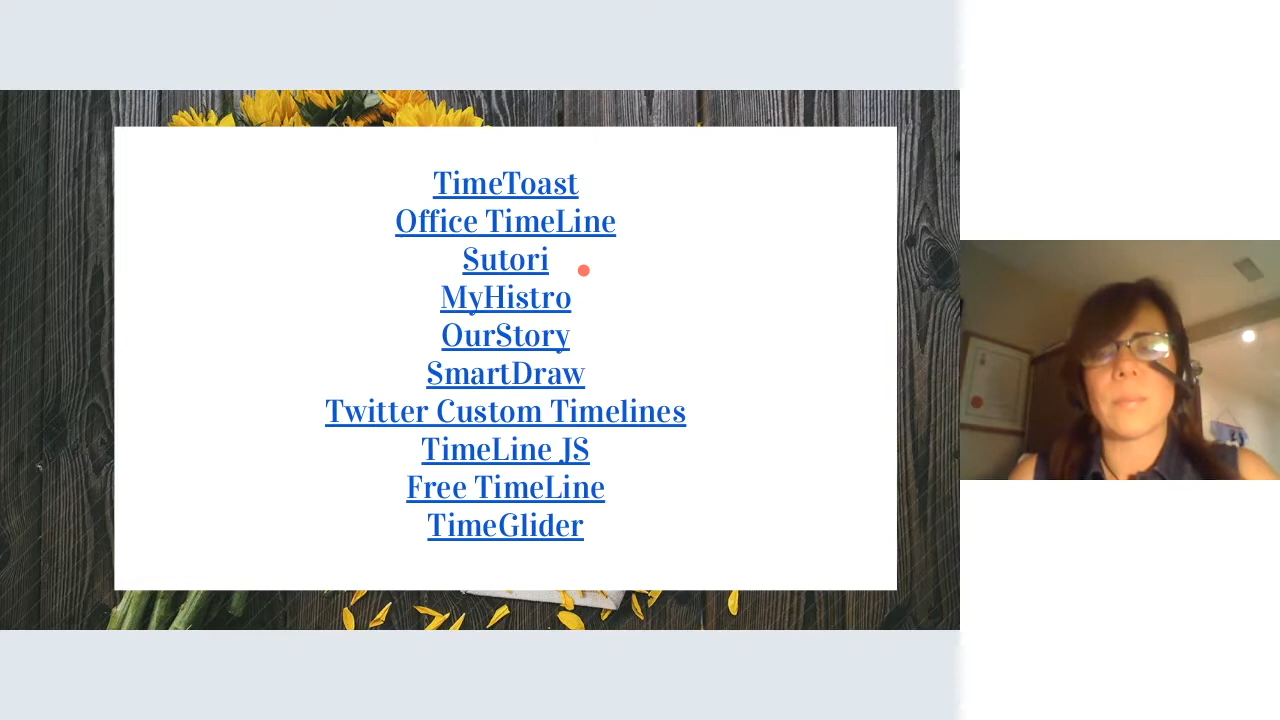 TimeToast
Office TimeLine
Sutori
MyHistro
OurStory
SmartDraw
Twitter Custom Timelines
TimeLine JS
Free TimeLine
TimeGlider